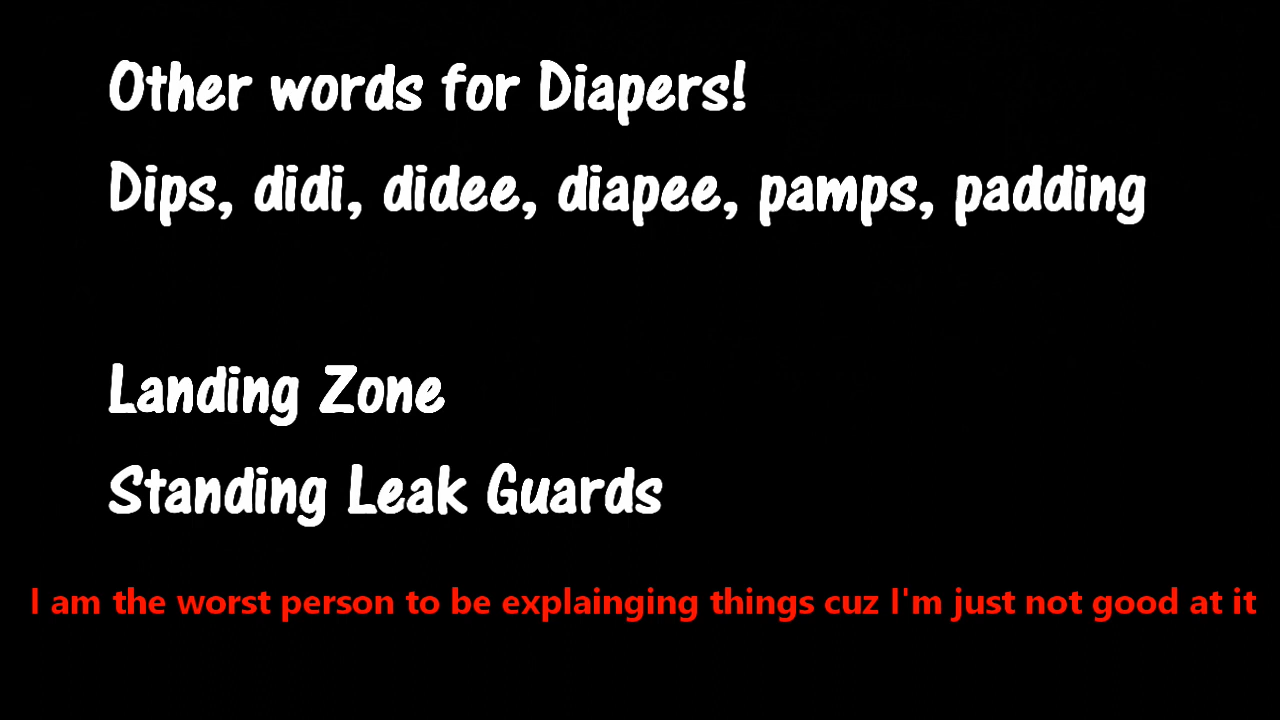 Other words for Diapers!
Dips, didi, didee, diapee, pamps, padding
Landing Zone
Standing Leak Guards
I am the worst person to be explainging things cuz I'm just not good at it